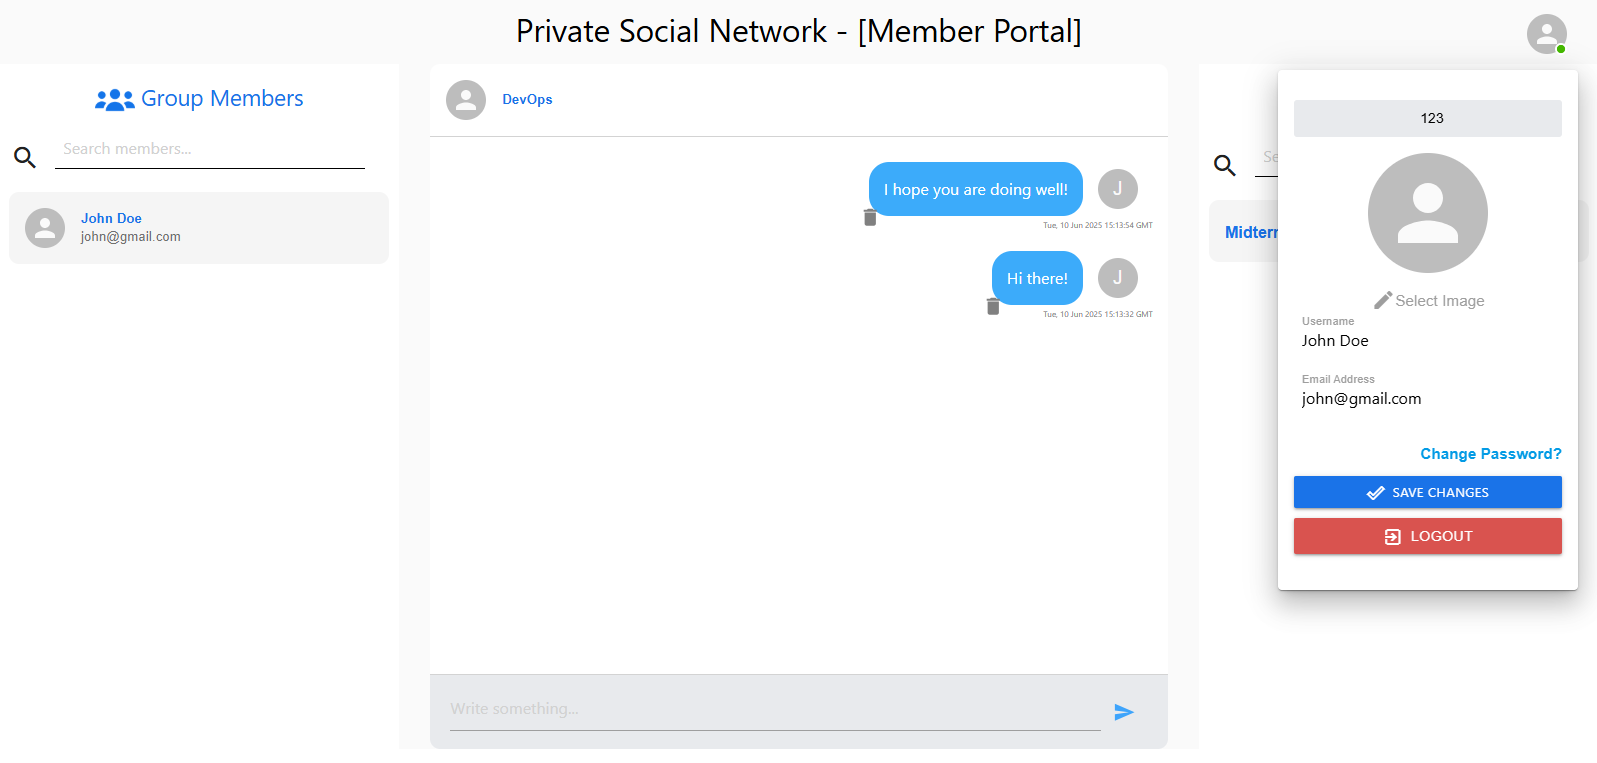 Private Social Network - [Member Portal]
Group Members
Search members...
John Doe
john@gmail.com
DevOps
I hope you are doing well!
J
Tue, 10 Jun 2025 15:13:54 GMT
Hi there!
J
Tue, 10 Jun 2025 15:13:32 GMT
Write something...
Se
Midterr
123
Select Image
Username
John Doe
Email Address
john@gmail.com
Change Password?
SAVE CHANGES
LOGOUT